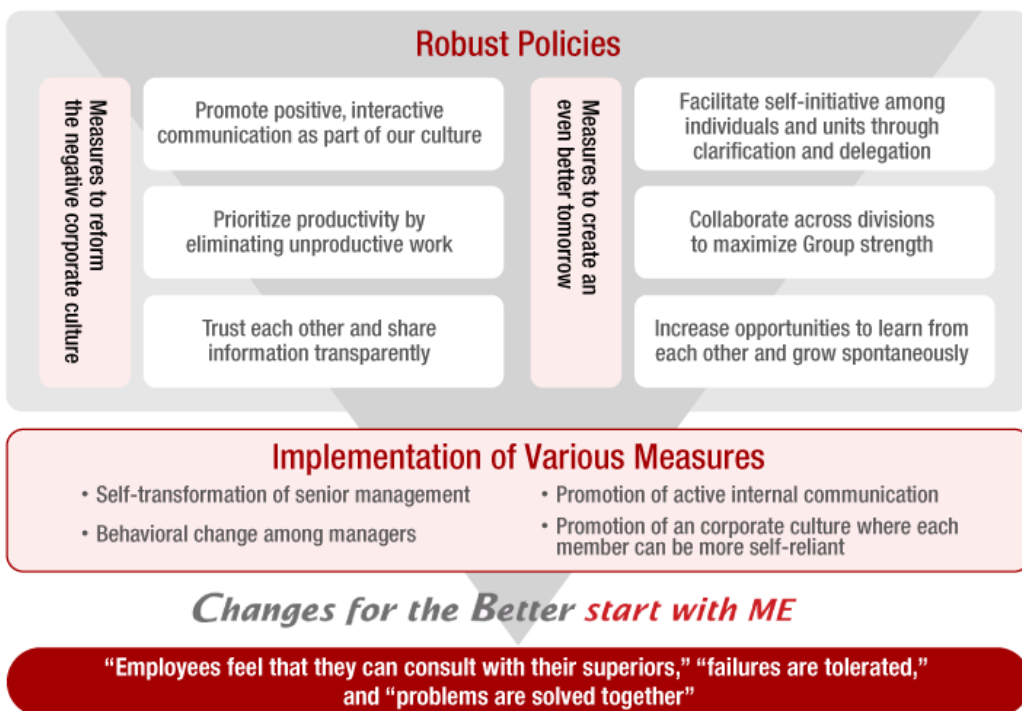 Robust Policies
Measures to reform
the negative corporate culture
Promote positive, interactive
communication as part of our culture
Prioritize productivity by
eliminating unproductive work
Trust each other and share
information transparently
Measures to create an
even better tomorrow
Facilitate self-initiative among
individuals and units through
clarification and delegation
Collaborate across divisions
to maximize Group strength
Increase opportunities to learn from
each other and grow spontaneously
Implementation of Various Measures
• Self-transformation of senior management
• Behavioral change among managers
• Promotion of active internal communication
• Promotion of an corporate culture where each
member can be more self-reliant
Changes for the Better start with ME
“Employees feel that they can consult with their superiors,” “failures are tolerated,”
and “problems are solved together”